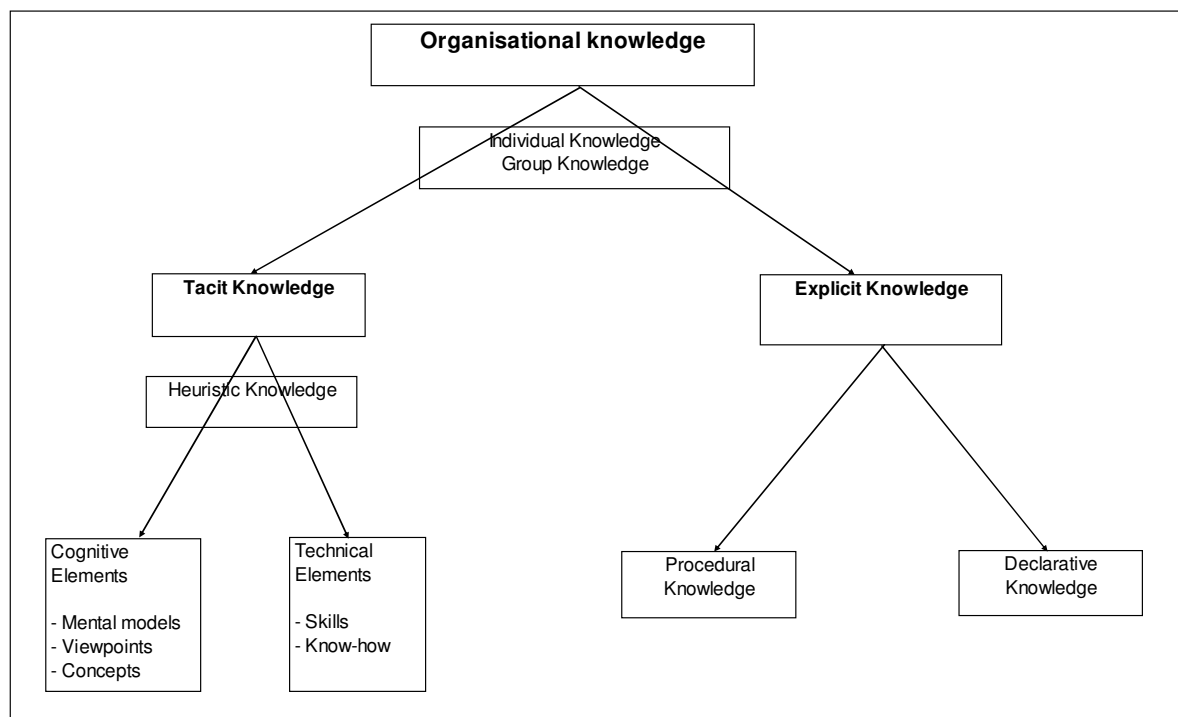 Organisational knowledge
Individual Knowledge
Group Knowledge
Tacit Knowledge
Explicit Knowledge
Heuristic Knowledge
Cognitive
Elements
- Mental models
- Viewpoints
- Concepts
Technical
Elements
- Skills
- Know-how
Procedural
Knowledge
Declarative
Knowledge